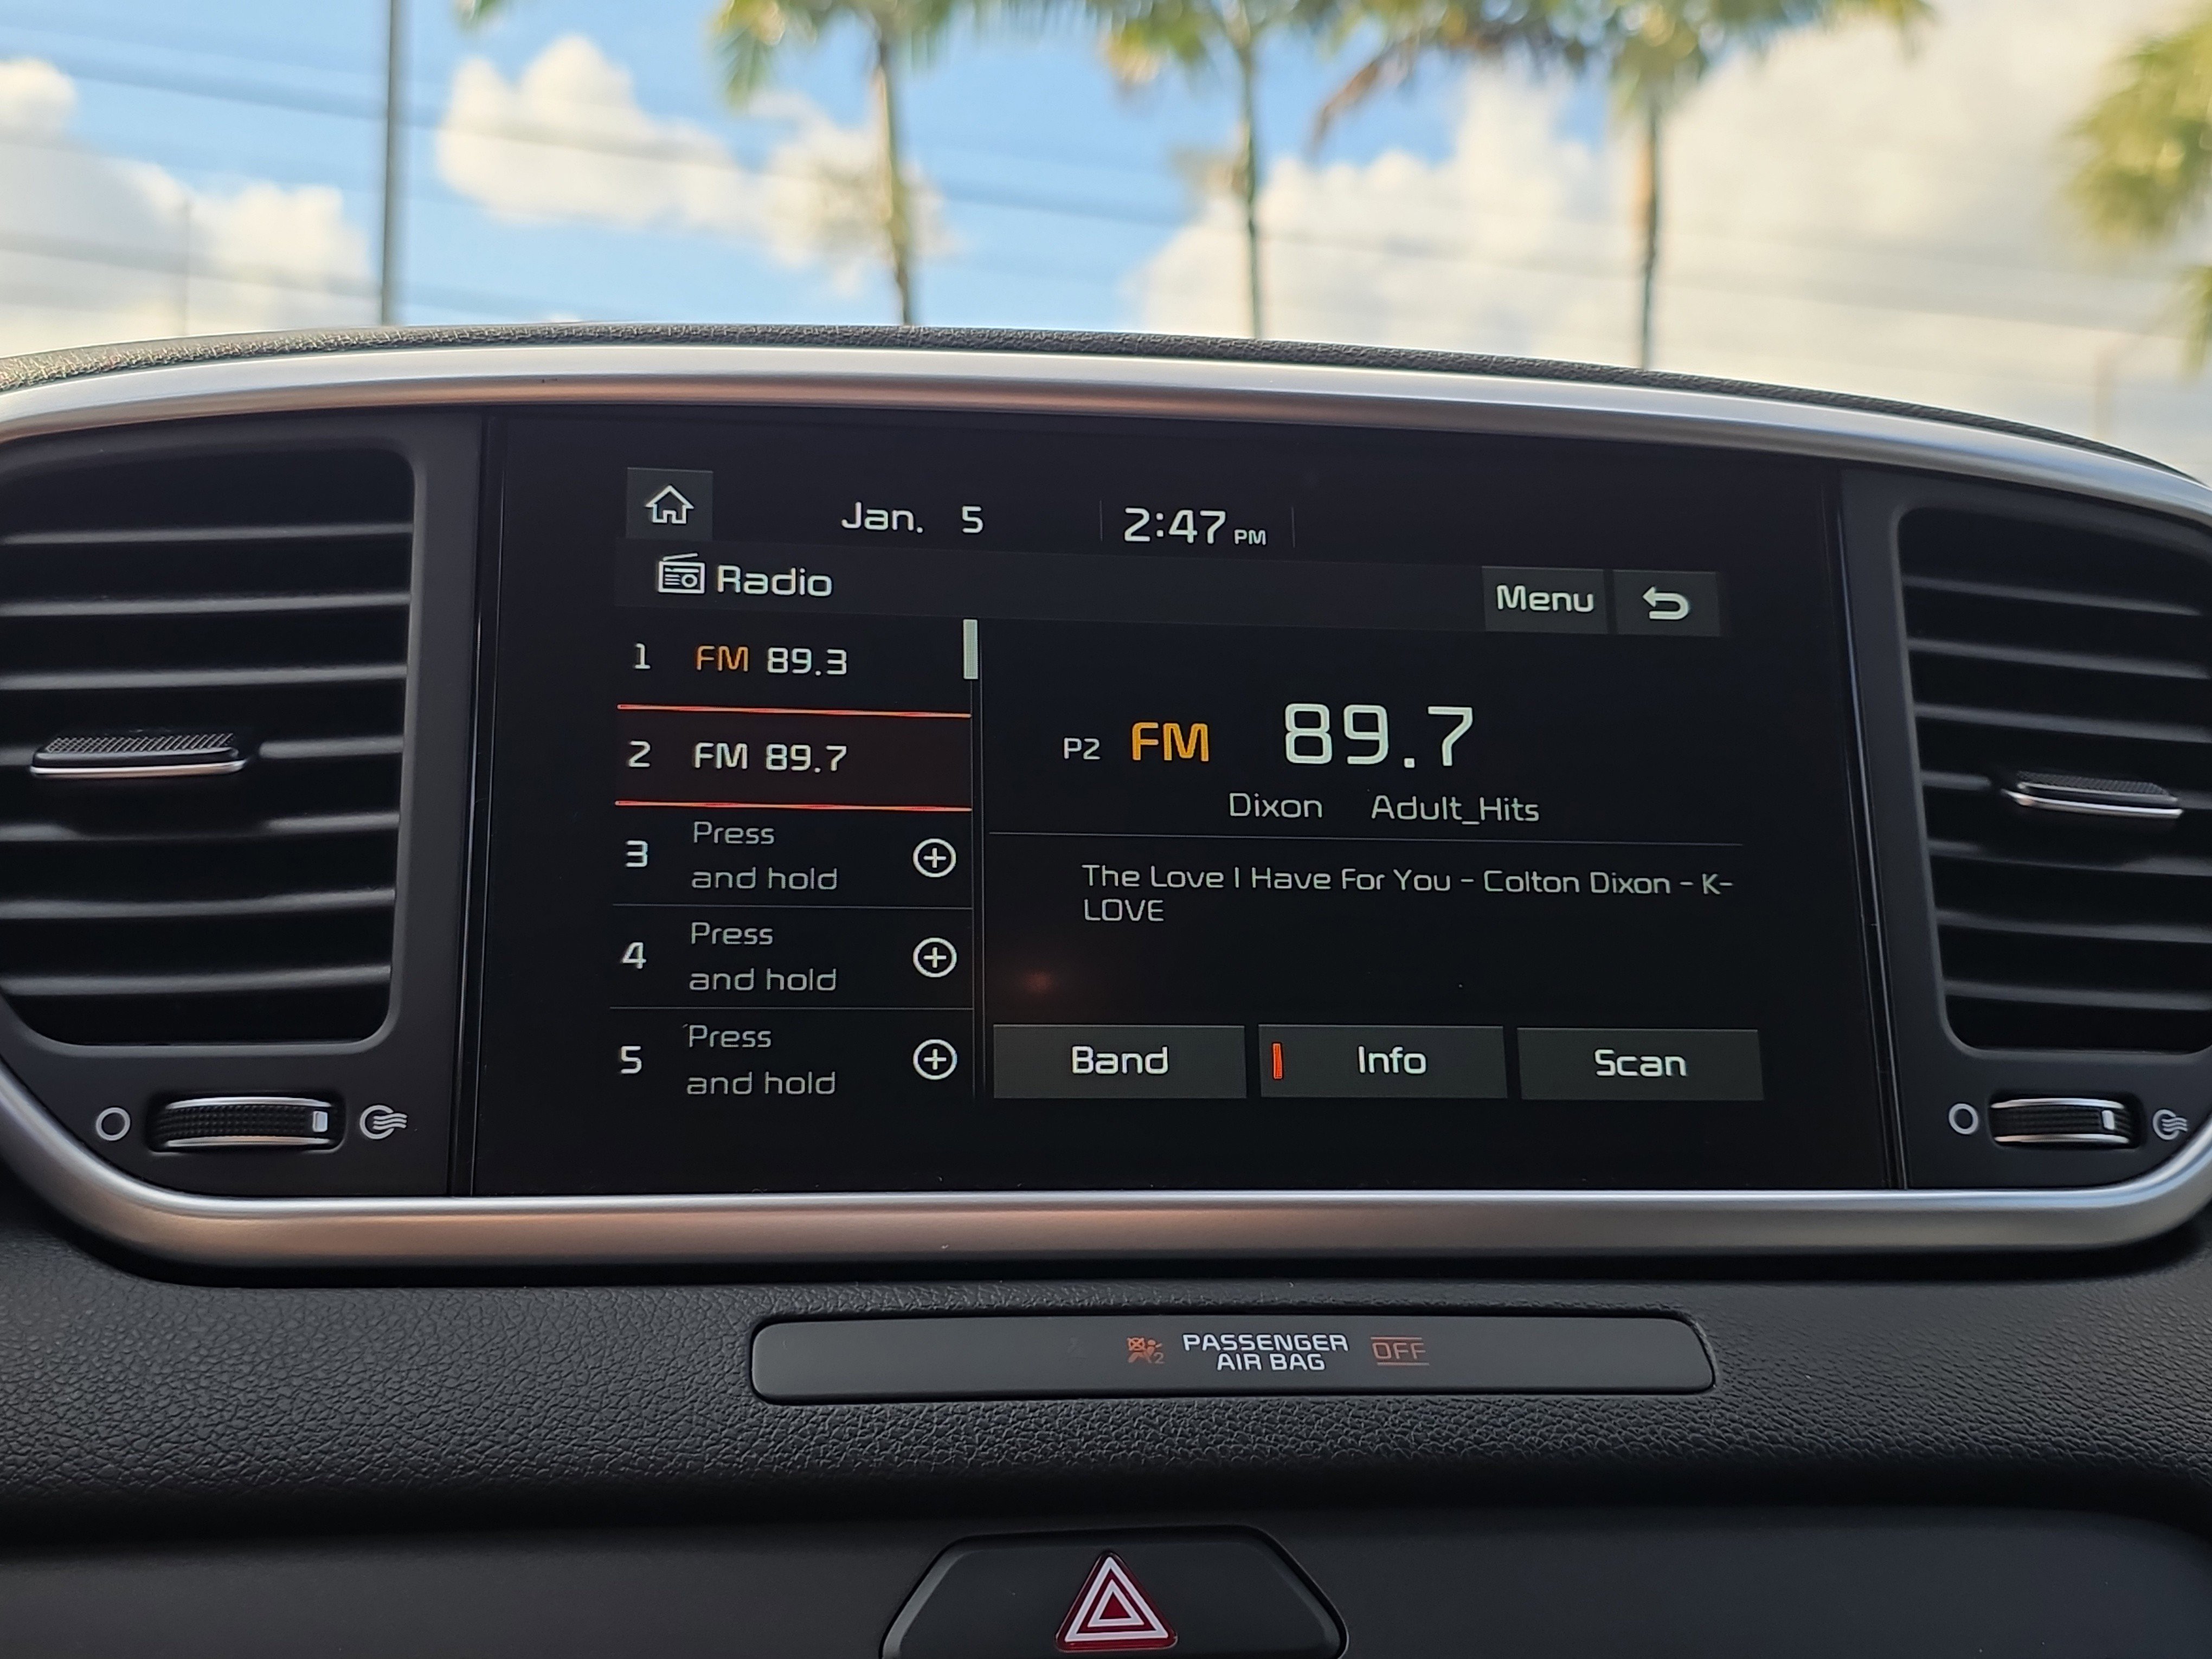 Jan. 5 2:47 PM
Radio
Menu
1 FM 89.3
2 FM 89.7
3 Press
and hold
4 Press
and hold
5 Press
and hold
P2 FM 89.7
Dixon Adult_Hits
The Love I Have For You - Colton Dixon - K-
LOVE
Band
Info
Scan
2 PASSENGER
AIR BAG OFF